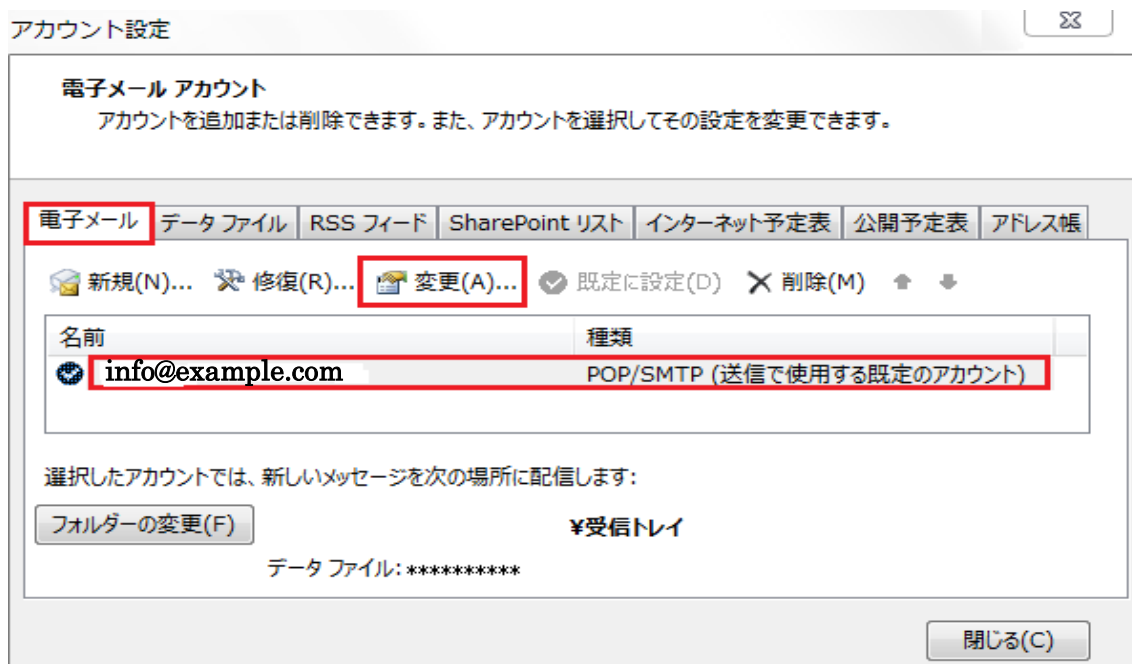 アカウント設定
電子メール アカウント
アカウントを追加または削除できます。また、アカウントを選択してその設定を変更できます。
電子メール データ ファイル RSS フィード SharePoint リスト インターネット予定表 公開予定表 アドレス帳
新規(N)... 修復(R)... 変更(A)... 既定に設定(D) 削除(M)
名前 種類
info@example.com POP/SMTP (送信で使用する既定のアカウント)
選択したアカウントでは、新しいメッセージを次の場所に配信します:
フォルダーの変更(F) ¥受信トレイ
データ ファイル: **********
閉じる(C)